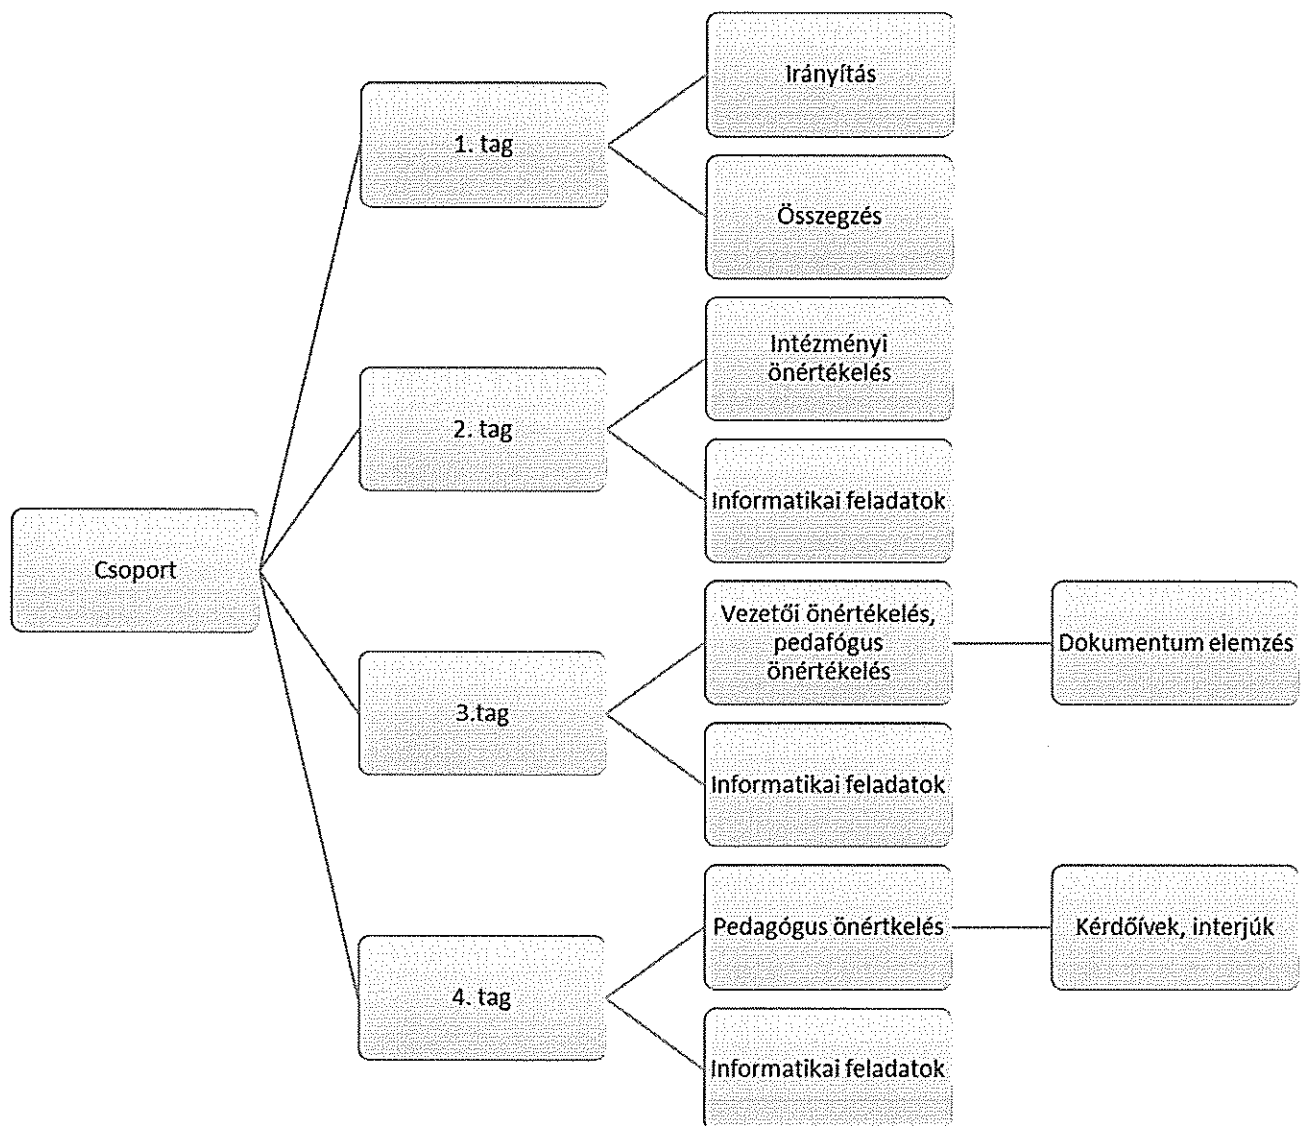 Csoport
1. tag
Irányítás
Összegzés
2. tag
Intézményi
önértékelés
Informatikai feladatok
3.tag
Vezetői önértékelés,
pedafógus
önértékelés
Dokumentum elemzés
Informatikai feladatok
4. tag
Pedagógus önértkelés
Kérdőívek, interjúk
Informatikai feladatok